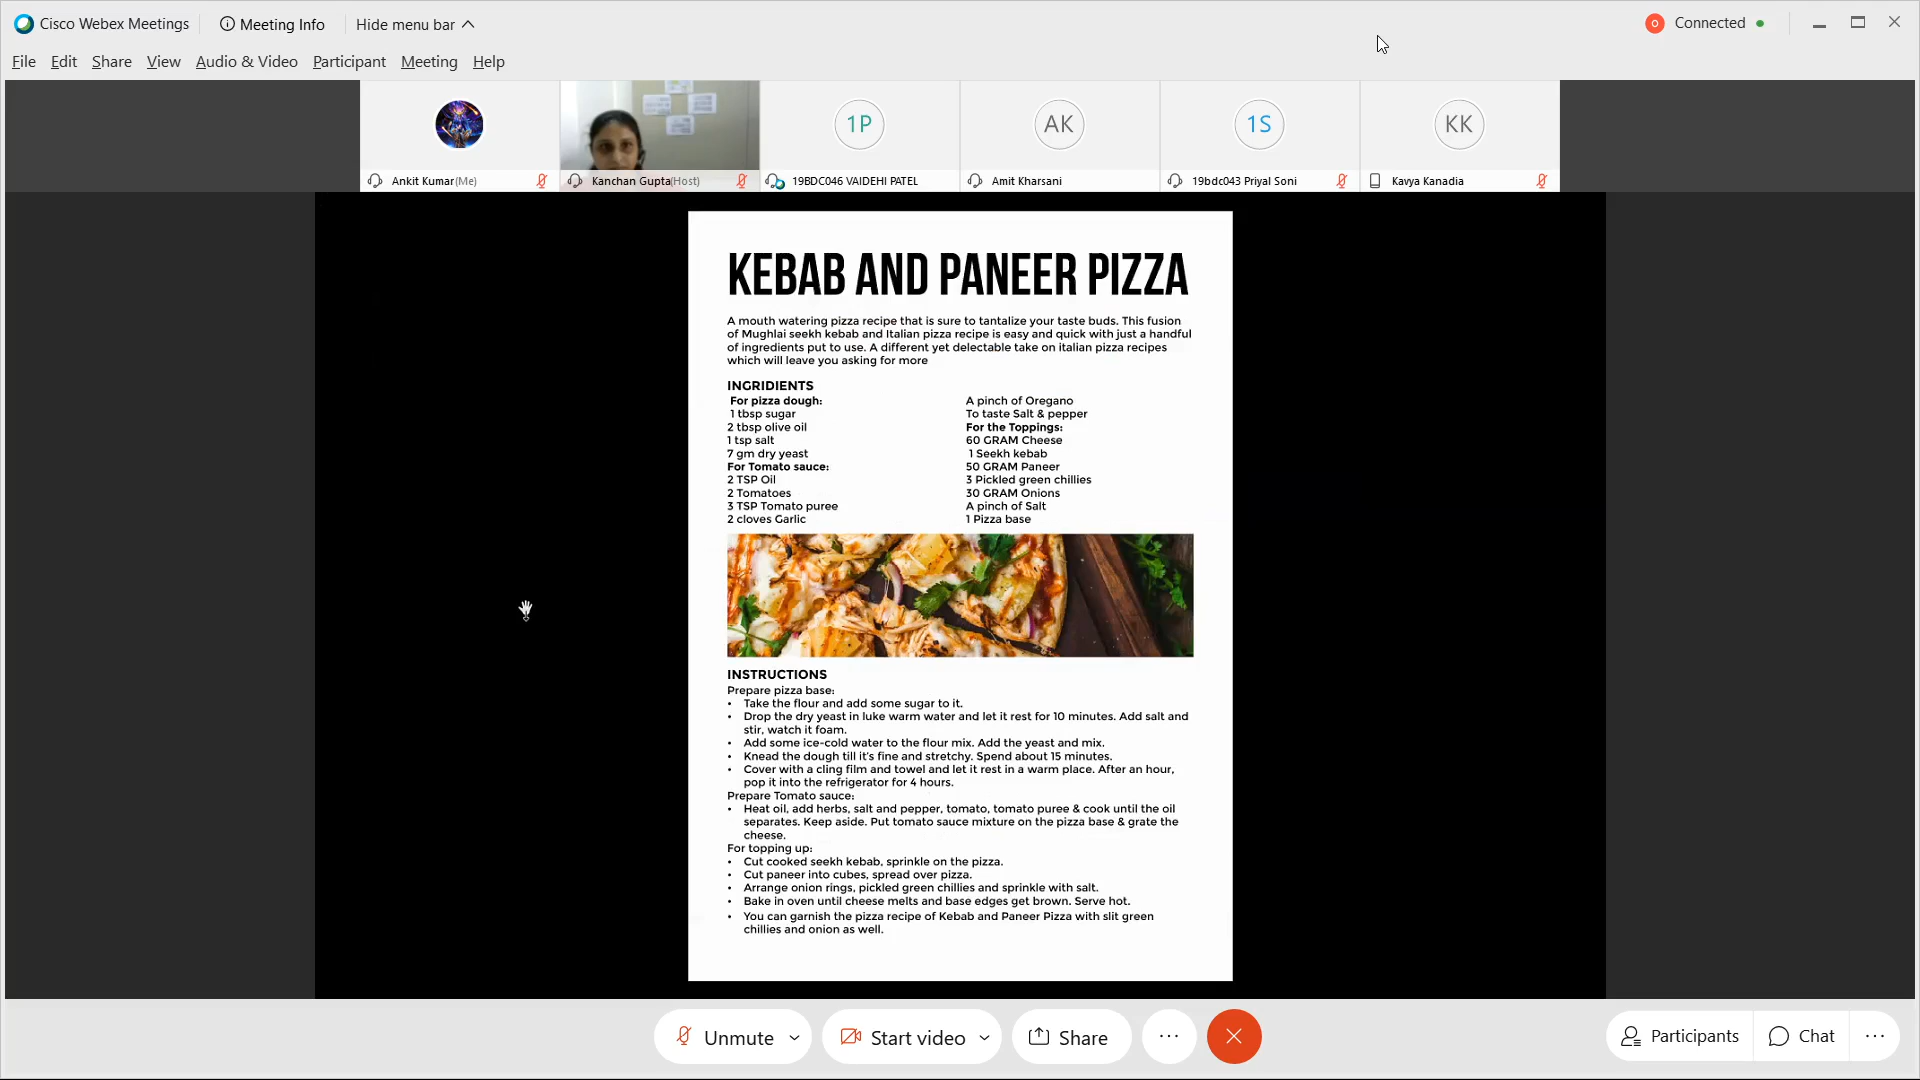 Cisco Webex Meetings
Meeting Info
Hide menu bar
Connected
File Edit Share View Audio & Video Participant Meeting Help
1P
AK
1S
KK
Ankit Kumar (Me)
Kanchan Gupta (Host)
19BDC046 VAIDEHI PATEL
Amit Kharsani
19bdc043 Priyal Soni
Kavya Kanadia
KEBAB AND PANEER PIZZA
A mouth watering pizza recipe that is sure to tantalize your taste buds. This fusion
of Mughlai seekh kebab and Italian pizza recipe is easy and quick with just a handful
of ingredients put to use. A different yet delectable take on italian pizza recipes
which will leave you asking for more
INGRIDIENTS
For pizza dough:
1 tbsp sugar
2 tbsp olive oil
1 tsp salt
7 gm dry yeast
For Tomato sauce:
2 TSP Oil
2 Tomatoes
3 TSP Tomato puree
2 cloves Garlic
A pinch of Oregano
To taste Salt & pepper
For the Toppings:
60 GRAM Cheese
1 Seekh kebab
50 GRAM Paneer
3 Pickled green chillies
30 GRAM Onions
A pinch of Salt
1 Pizza base
INSTRUCTIONS
Prepare pizza base:
• Take the flour and add some sugar to it.
• Drop the dry yeast in luke warm water and let it rest for 10 minutes. Add salt and
stir, watch it foam.
• Add some ice-cold water to the flour mix. Add the yeast and mix.
• Knead the dough till it's fine and stretchy. Spend about 15 minutes.
• Cover with a cling film and towel and let it rest in a warm place. After an hour,
pop it into the refrigerator for 4 hours.
Prepare Tomato sauce:
• Heat oil, add herbs, salt and pepper, tomato, tomato puree & cook until the oil
separates. Keep aside. Put tomato sauce mixture on the pizza base & grate the
cheese.
For topping up:
• Cut cooked seekh kebab, sprinkle on the pizza.
• Cut paneer into cubes, spread over pizza.
• Arrange onion rings, pickled green chillies and sprinkle with salt.
• Bake in oven until cheese melts and base edges get brown. Serve hot.
• You can garnish the pizza recipe of Kebab and Paneer Pizza with slit green
chillies and onion as well.
Unmute
Start video
Share
Participants
Chat